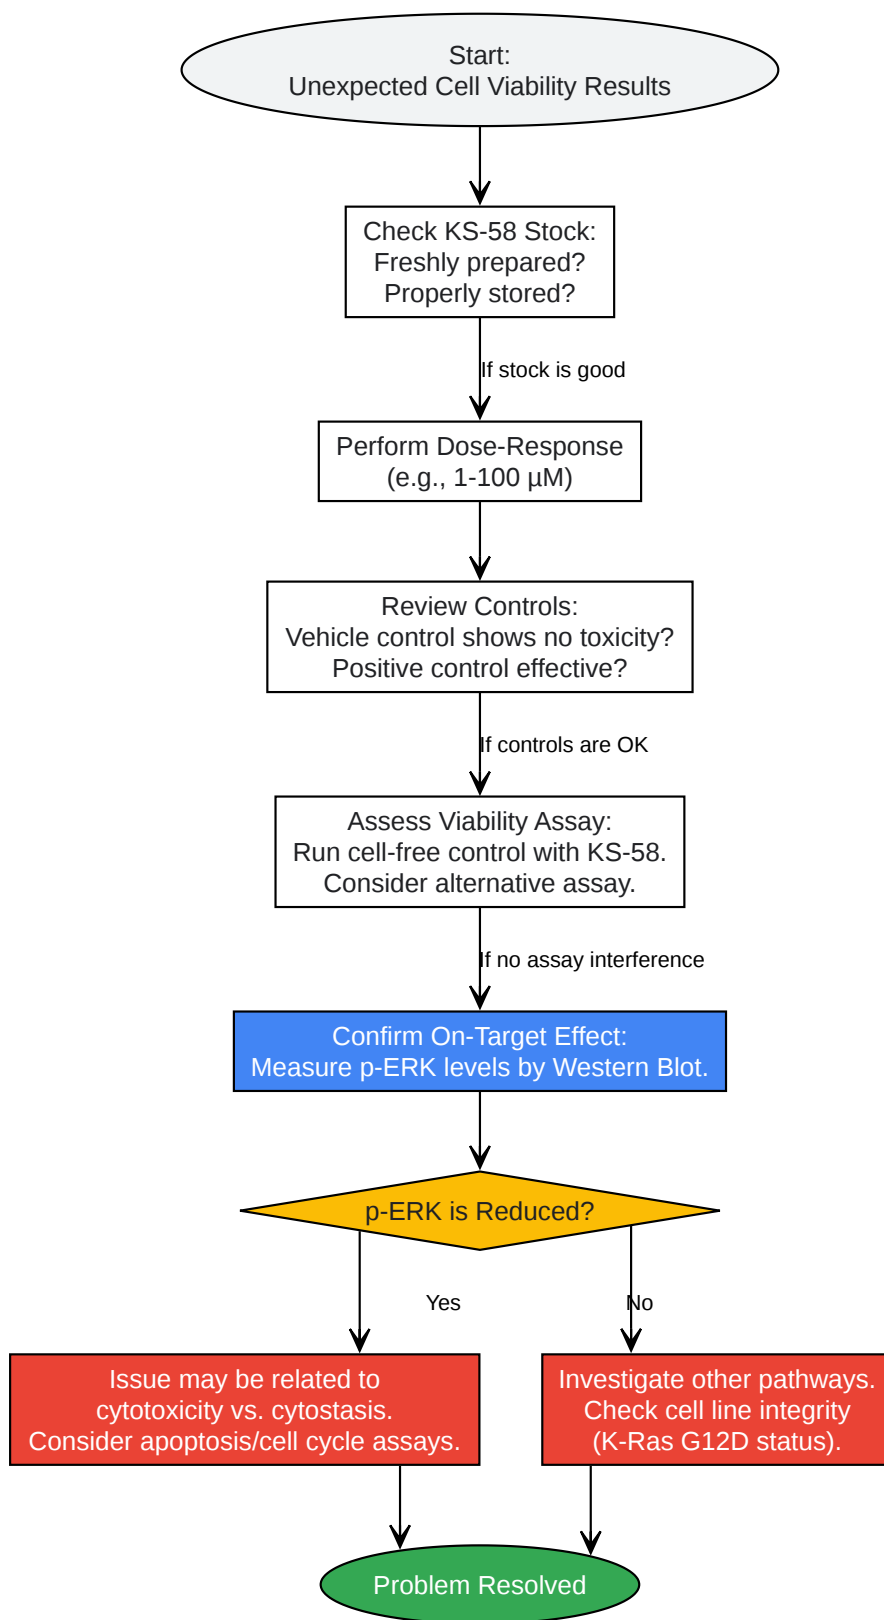 Start:
Unexpected Cell Viability Results
Check KS-58 Stock:
Freshly prepared?
Properly stored?
If stock is good
Perform Dose-Response
(e.g., 1-100 µM)
Review Controls:
Vehicle control shows no toxicity?
Positive control effective?
If controls are OK
Assess Viability Assay:
Run cell-free control with KS-58.
Consider alternative assay.
If no assay interference
Confirm On-Target Effect:
Measure p-ERK levels by Western Blot.
p-ERK is Reduced?
Yes
No
Issue may be related to
cytotoxicity vs. cytostasis.
Consider apoptosis/cell cycle assays.
Investigate other pathways.
Check cell line integrity
(K-Ras G12D status).
Problem Resolved